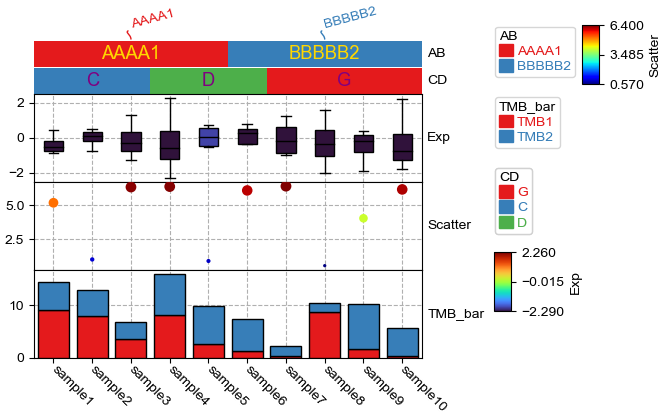 AAAA1
BBBBB2
AAAA1 BBBBB2 AB
C D G CD
2
0
−2
Exp
5.0
2.5
Scatter
10
0
TMB_bar
sample1 sample2 sample3 sample4 sample5 sample6 sample7 sample8 sample9 sample10
AB
AAAA1
BBBBB2
TMB_bar
TMB1
TMB2
CD
G
C
D
2.260
−0.015
−2.290
Exp
6.400
3.485
0.570
Scatter